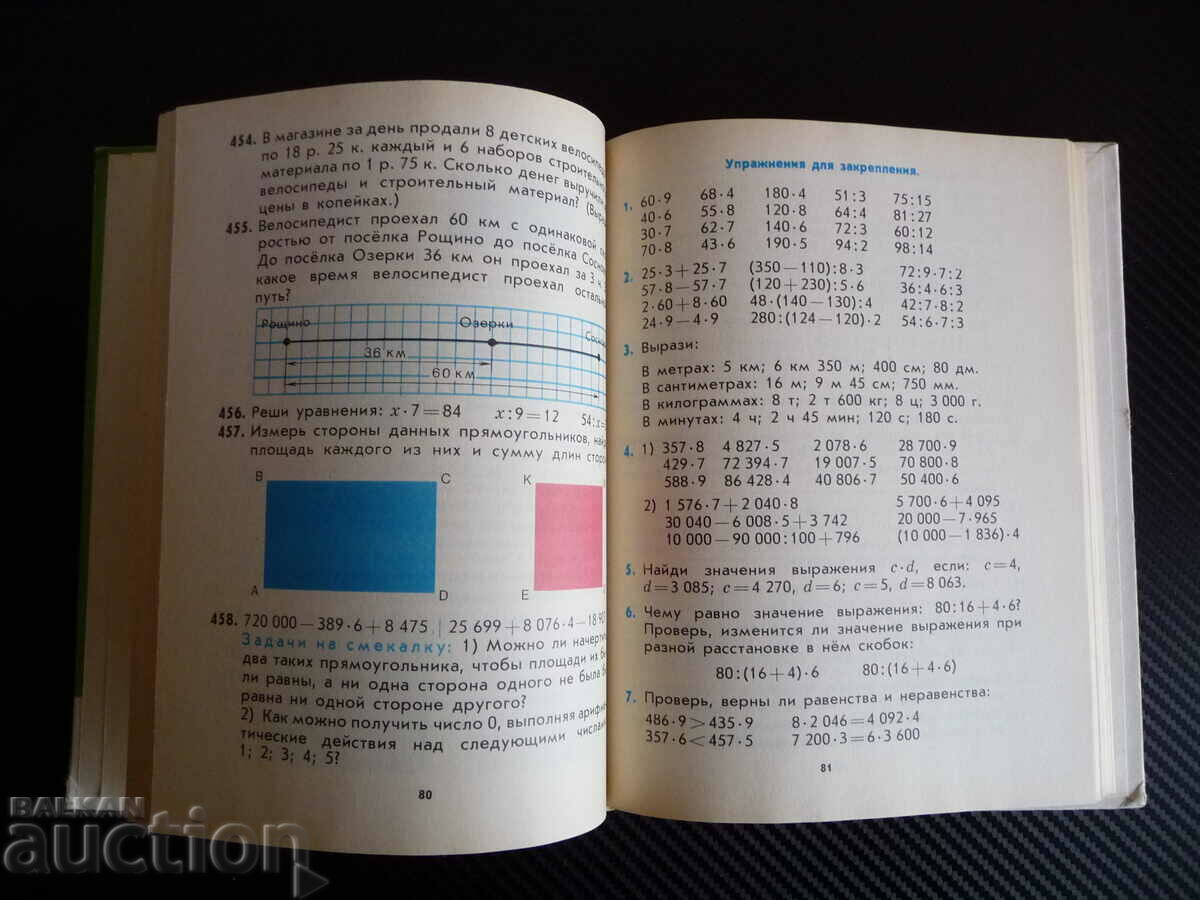 454. В магазине за день продали 8 детских
по 18 р. 25 к. каждый и 6 наборов
материала по 1 р. 75 к. Сколько денег выручили
велосипеды и строительный материал?
цены в копейках.)
455. Велосипедист проехал 60 км с одинаковой
ростью от посёлка Рощино до посёлка
До посёлка Озерки 36 км он проехал за 3 ч.
какое время велосипедист проехал
путь?
Рощино Озерки
36 км
60 км
456. Реши уравнения: x·7=84 x:9=12 54:x=
457. Измерь стороны данных прямоугольников,
площадь каждого из них и сумму длин
B C K
A D E
458. 720 000—389·6+8 475 | 25 699+8 076·4—18
Задачи на смекалку: 1) Можно ли
два таких прямоугольника, чтобы площади их
ли равны, а ни одна сторона одного не была
равна ни одной стороне другого?
2) Как можно получить число 0, выполняя
тические действия над следующими
1; 2; 3; 4; 5?
80
Упражнения для закрепления.
1. 60·9 68·4 180·4 51:3 75:15
40·6 55·8 120·8 64:4 81:27
30·7 62·7 140·6 72:3 60:12
70·8 43·6 190·5 94:2 98:14
2. 25·3+25·7 (350—110):8·3 72:9·7:2
57·8—57·7 (120+230):5·6 36:4·6:3
2·60+8·60 48·(140—130):4 42:7·8:2
24·9—4·9 280:(124—120)·2 54:6·7:3
3. Вырази:
В метрах: 5 км; 6 км 350 м; 400 см; 80 дм.
В сантиметрах: 16 м; 9 м 45 см; 750 мм.
В килограммах: 8 т; 2 т 600 кг; 8 ц; 3 000 г.
В минутах: 4 ч; 2 ч 45 мин; 120 с; 180 с.
4. 1) 357·8 4 827·5 2 078·6 28 700·9
429·7 72 394·7 19 007·5 70 800·8
588·9 86 428·4 40 806·7 50 400·6
2) 1 576·7+2 040·8 5 700·6+4 095
30 040—6 008·5+3 742 20 000—7·965
10 000—90 000:100+796 (10 000—1 836)·4
5. Найди значения выражения c·d, если: c=4,
d=3 085; c=4 270, d=6; c=5, d=8 063.
6. Чему равно значение выражения: 80:16+4·6?
Проверь, изменится ли значение выражения при
разной расстановке в нём скобок:
80:(16+4)·6 80:(16+4·6)
7. Проверь, верны ли равенства и неравенства:
486·9>435·9 8·2 046=4 092·4
357·6<457·5 7 200·3=6·3 600
81
BALKAN
auction